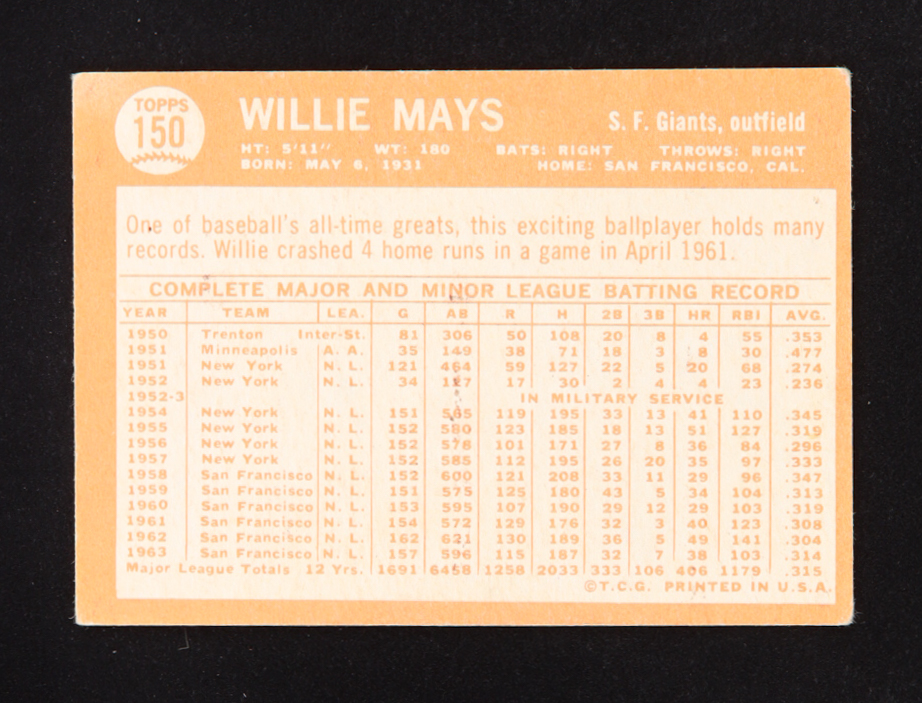 TOPPS
150
WILLIE MAYS
S. F. Giants, outfield
HT: 5'11" WT: 180 BATS: RIGHT THROWS: RIGHT
BORN: MAY 6, 1931 HOME: SAN FRANCISCO, CAL.
One of baseball's all-time greats, this exciting ballplayer holds many
records. Willie crashed 4 home runs in a game in April 1961.
COMPLETE MAJOR AND MINOR LEAGUE BATTING RECORD
YEAR TEAM LEA. G AB R H 2B 3B HR RBI AVG.
1950 Trenton Inter-St. 81 306 50 108 20 8 4 55 .353
1951 Minneapolis A. A. 35 149 38 71 18 3 8 30 .477
1951 New York N. L. 121 464 59 127 22 5 20 68 .274
1952 New York N. L. 34 127 17 30 2 4 4 23 .236
1952-3 IN MILITARY SERVICE
1954 New York N. L. 151 565 119 195 33 13 41 110 .345
1955 New York N. L. 152 580 123 185 18 13 51 127 .319
1956 New York N. L. 152 578 101 171 27 8 36 84 .296
1957 New York N. L. 152 585 112 195 26 20 35 97 .333
1958 San Francisco N. L. 152 600 121 208 33 11 29 96 .347
1959 San Francisco N. L. 151 575 125 180 43 5 34 104 .313
1960 San Francisco N. L. 153 595 107 190 29 12 29 103 .319
1961 San Francisco N. L. 154 572 129 176 32 3 40 123 .308
1962 San Francisco N. L. 162 621 130 189 36 5 49 141 .304
1963 San Francisco N. L. 157 596 115 187 32 7 38 103 .314
Major League Totals 12 Yrs. 1691 6458 1258 2033 333 106 406 1179 .315
©T.C.G. PRINTED IN U.S.A.